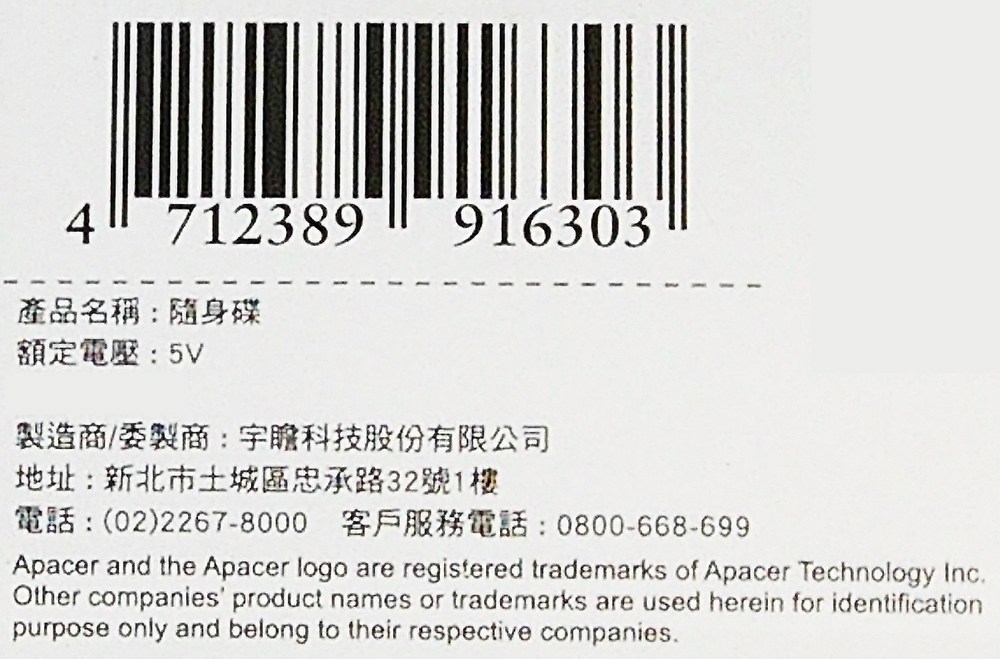 4 712389 916303
產品名稱：隨身碟
額定電壓：5V
製造商/委製商：宇瞻科技股份有限公司
地址：新北市土城區忠承路32號1樓
電話：(02)2267-8000 客戶服務電話：0800-668-699
Apacer and the Apacer logo are registered trademarks of Apacer Technology Inc.
Other companies' product names or trademarks are used herein for identification
purpose only and belong to their respective companies.